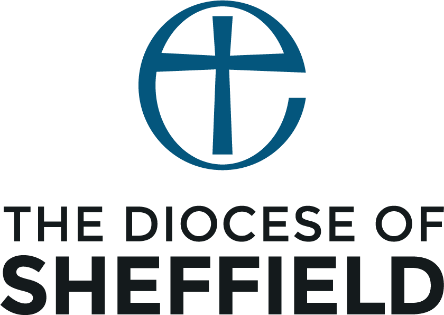 THE DIOCESE OF
SHEFFIELD